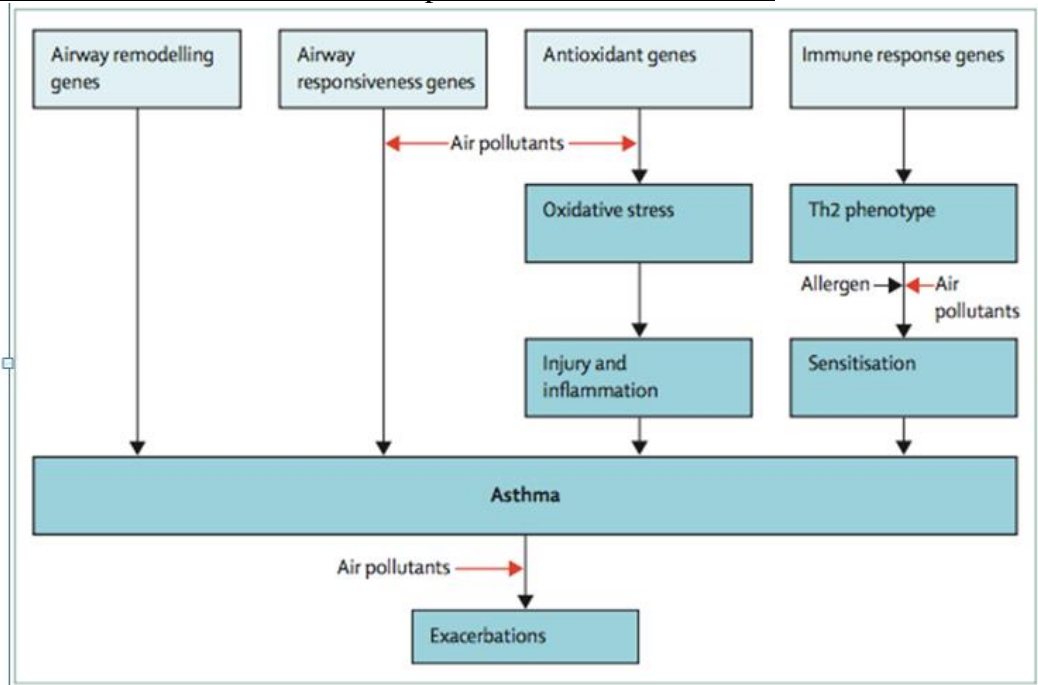 Airway remodelling
genes
Airway
responsiveness genes
Antioxidant genes
Immune response genes
Air pollutants
Oxidative stress
Th2 phenotype
Allergen
Air
pollutants
Injury and
inflammation
Sensitisation
Asthma
Air pollutants
Exacerbations